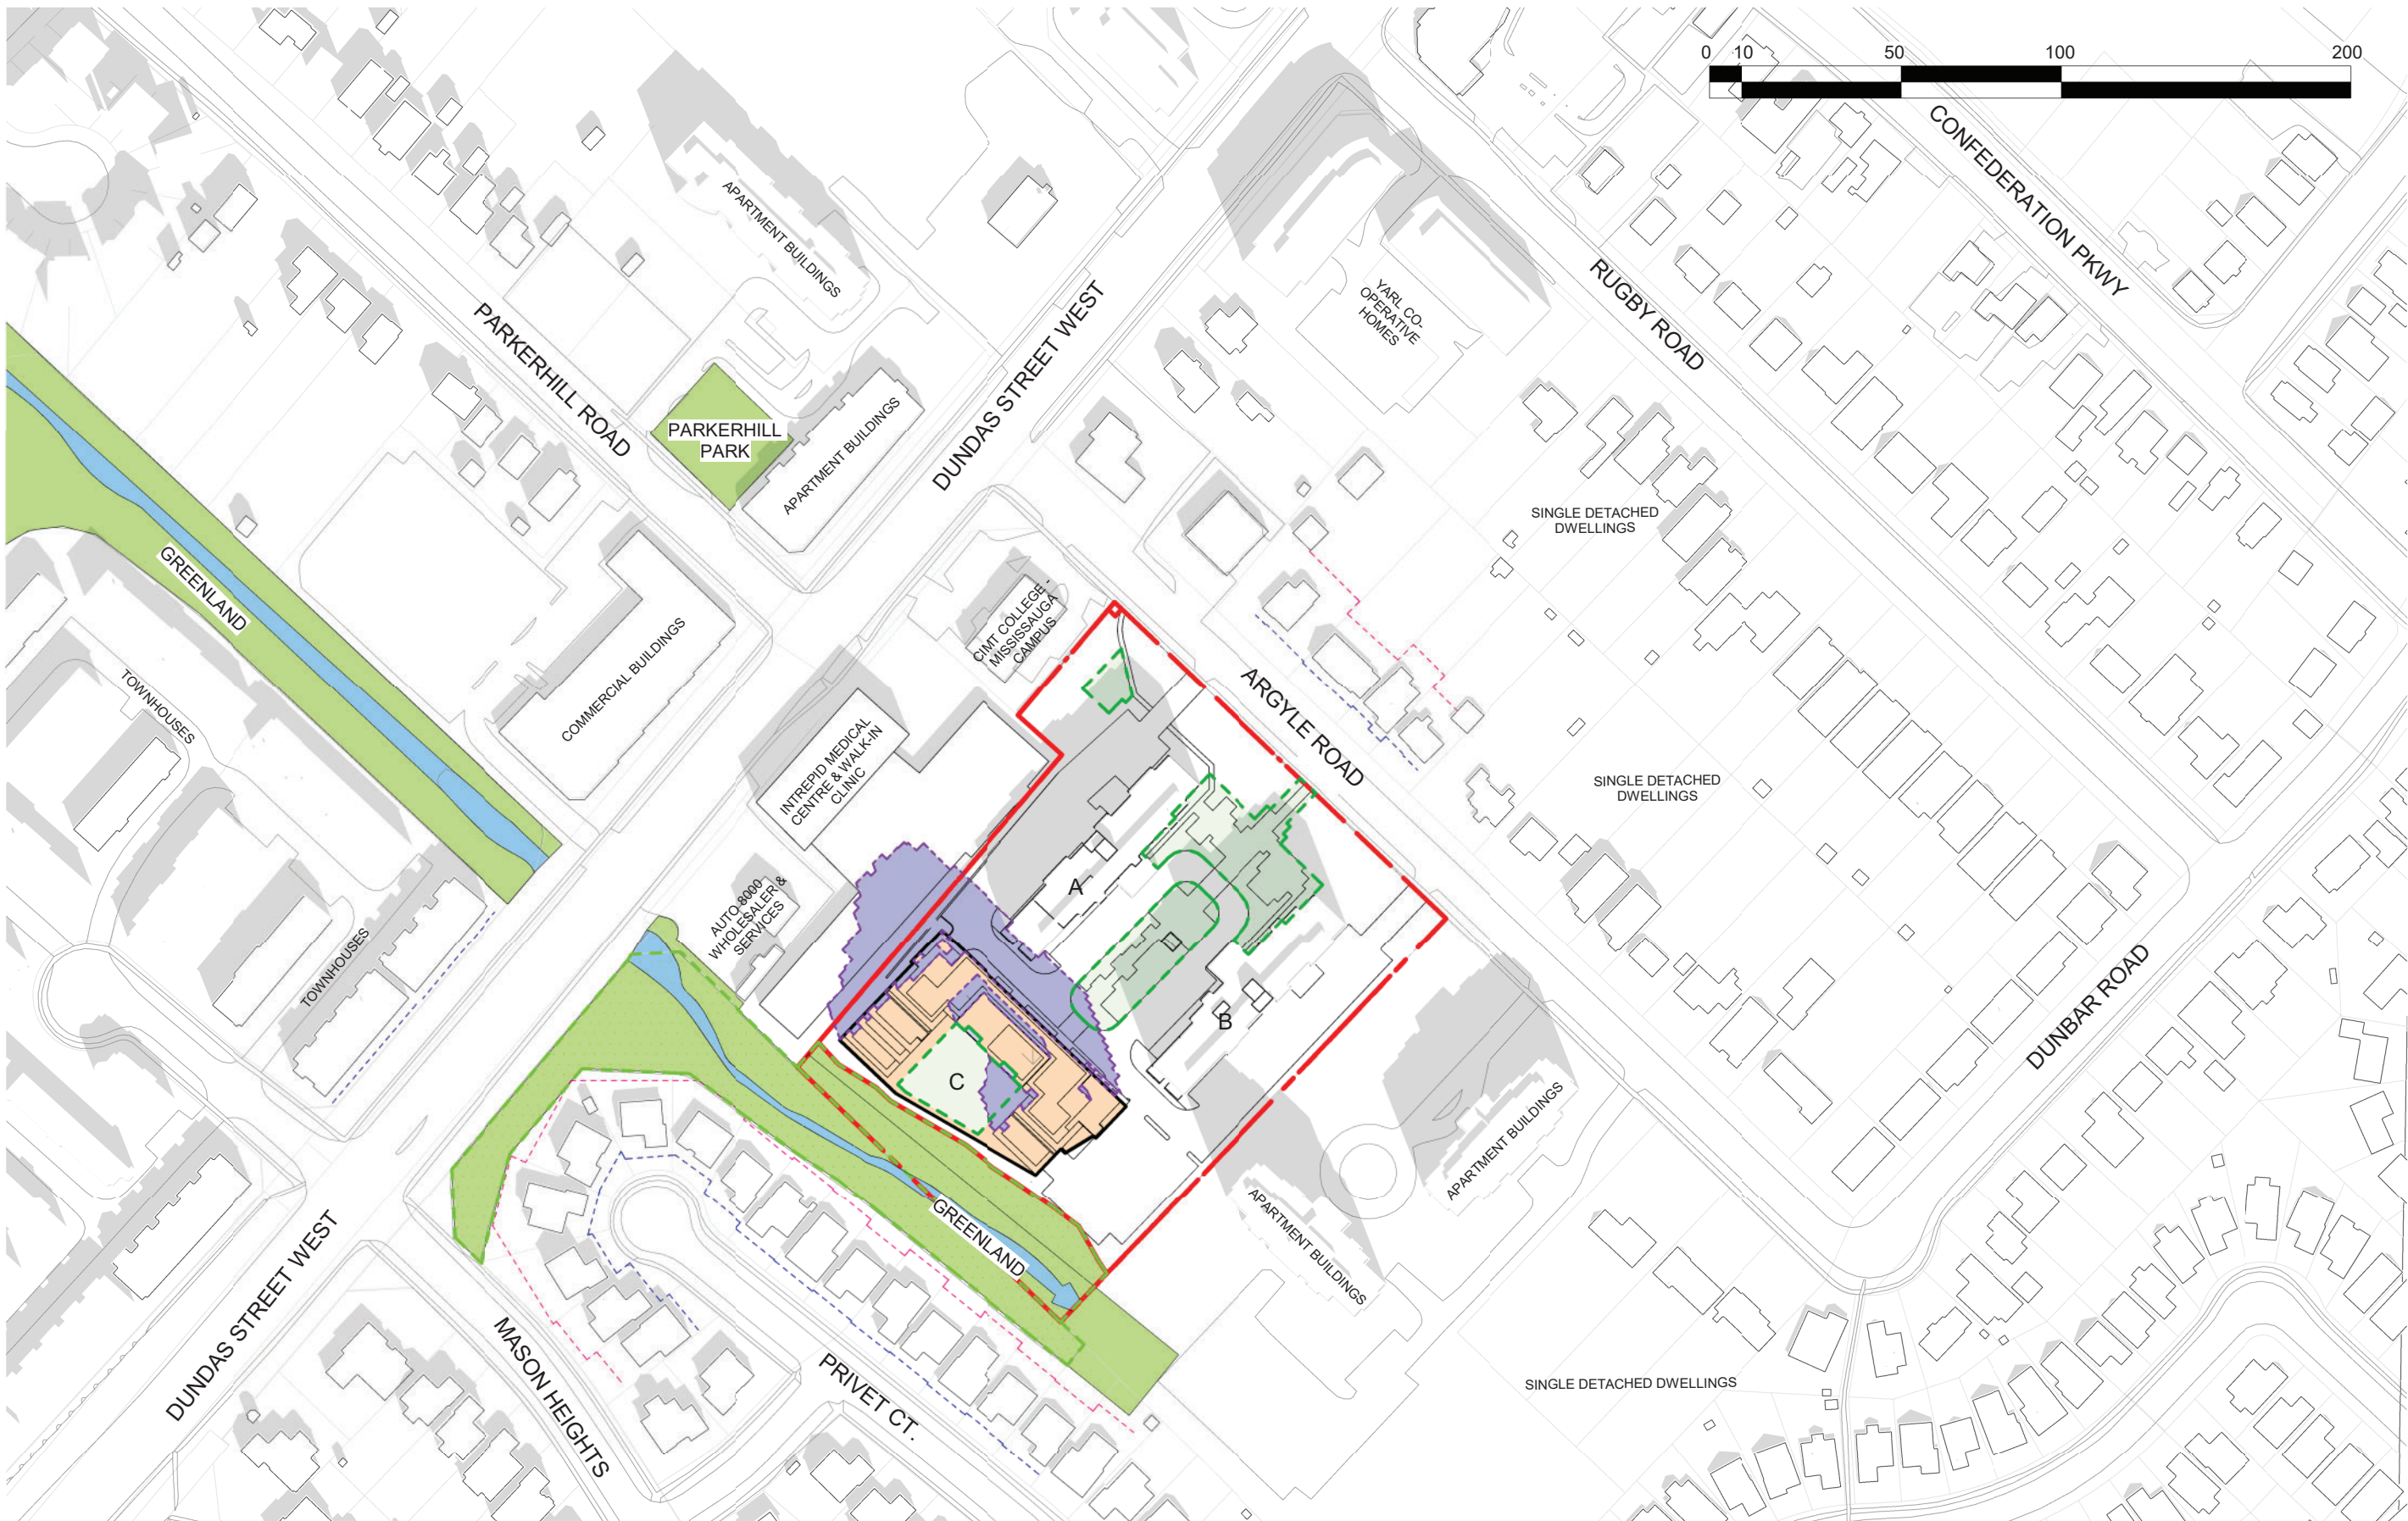 0 10 50 100 200
CONFEDERATION PKWY
APARTMENT BUILDINGS
YARL CO-
OPERATIVE
HOMES
RUGBY ROAD
DUNDAS STREET WEST
PARKERHILL ROAD
PARKERHILL
PARK
APARTMENT BUILDINGS
SINGLE DETACHED
DWELLINGS
GREENLAND
CIMT COLLEGE -
MISSISSAUGA
CAMPUS
COMMERCIAL BUILDINGS
TOWNHOUSES
ARGYLE ROAD
INTREPID MEDICAL
CENTRE & WALK-IN
CLINIC
SINGLE DETACHED
DWELLINGS
A
AUTO 8000
WHOLESALER &
SERVICES
TOWNHOUSES
B
C
DUNBAR ROAD
APARTMENT BUILDINGS
GREENLAND
APARTMENT BUILDINGS
DUNDAS STREET WEST
MASON HEIGHTS
PRIVET CT.
SINGLE DETACHED DWELLINGS